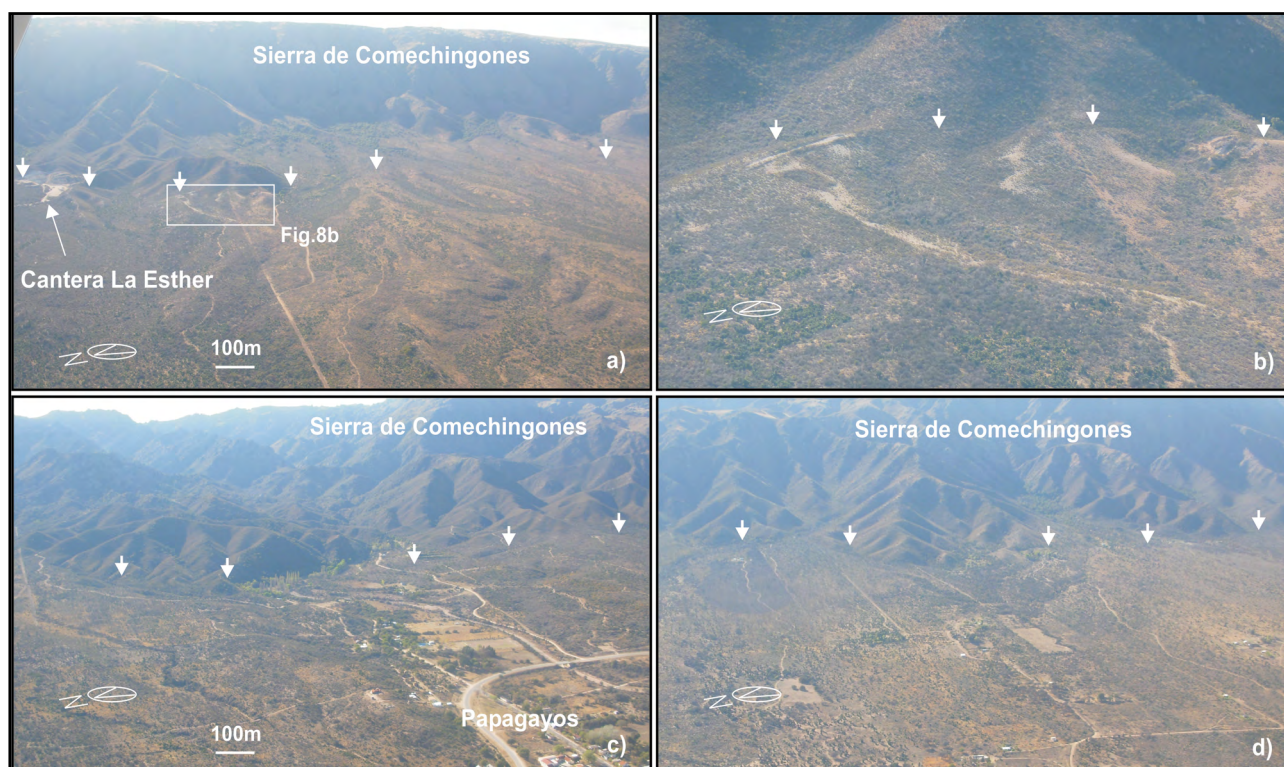 Sierra de Comechingones
Fig.8b
Cantera La Esther
N
100m
a)
N
b)
Sierra de Comechingones
N
100m
Papagayos
c)
Sierra de Comechingones
N
d)